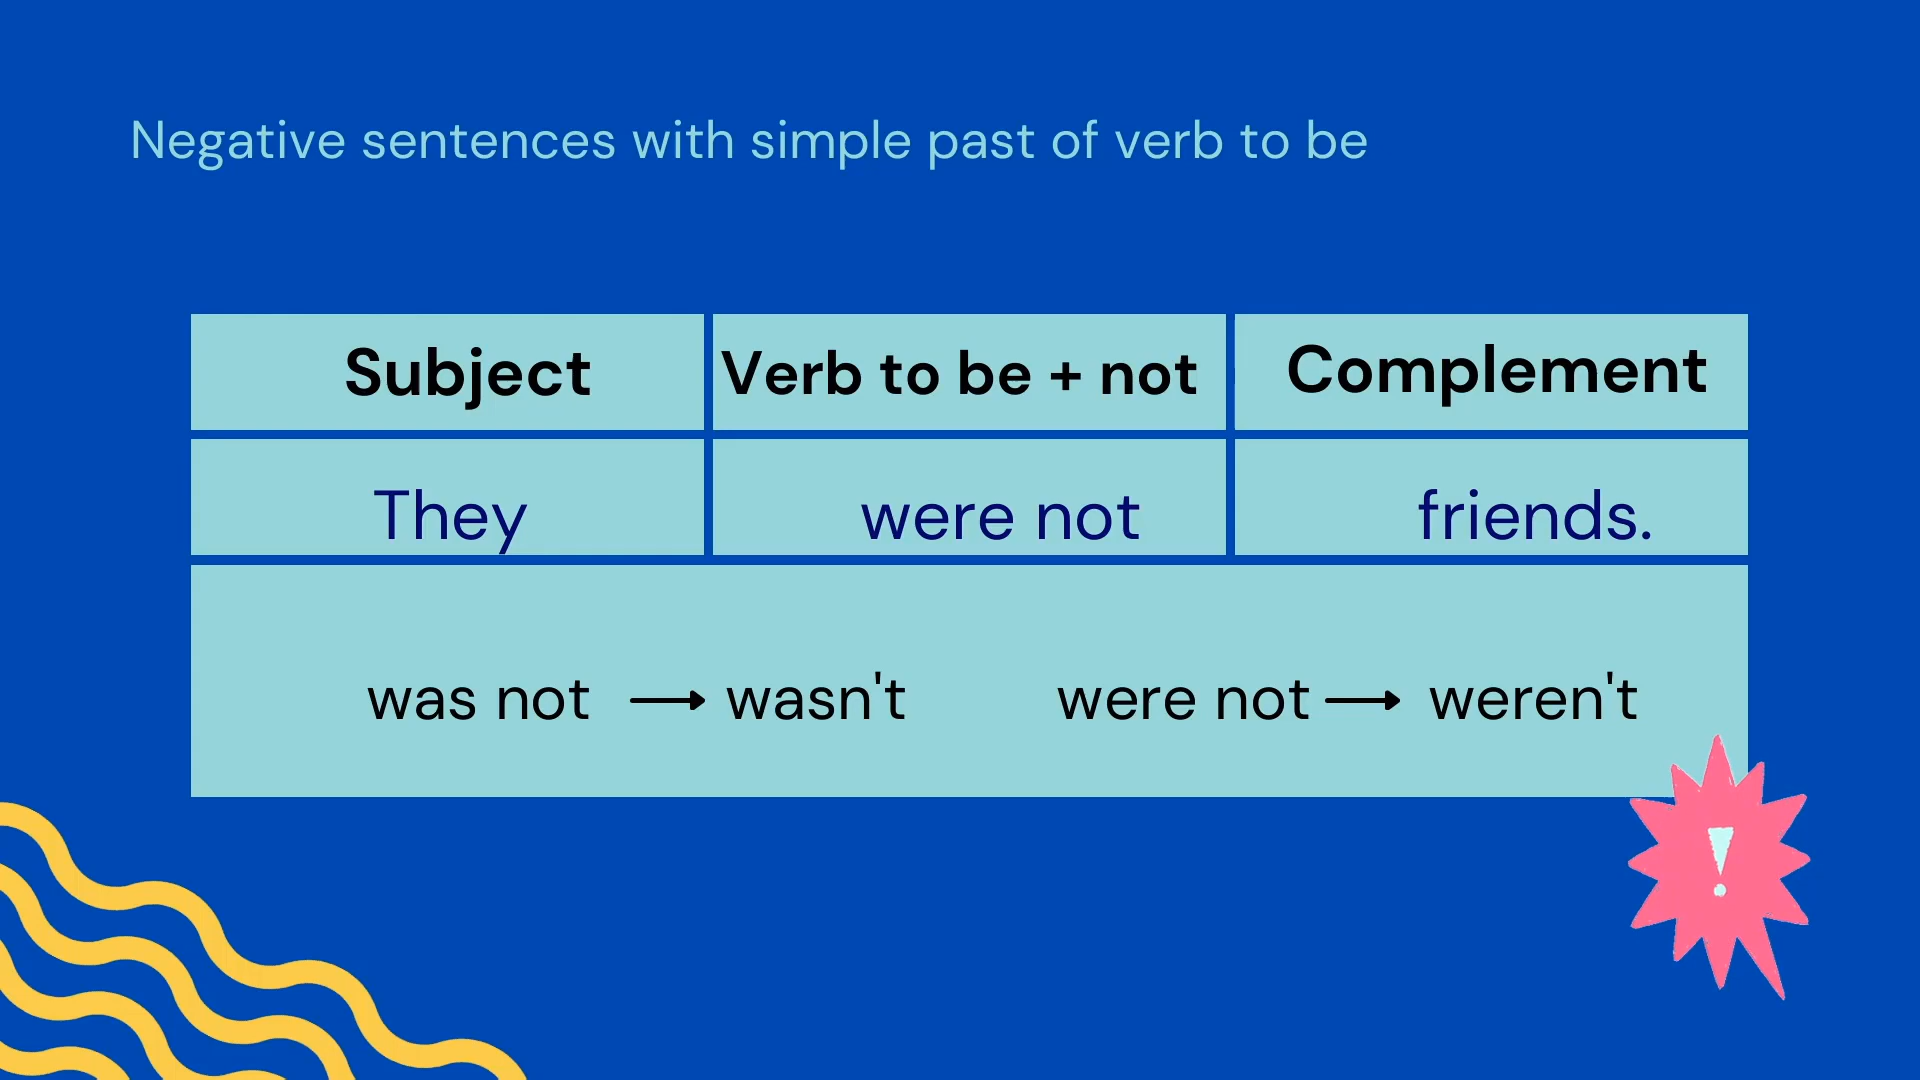 Negative sentences with simple past of verb to be
Subject Verb to be + not Complement
They were not friends.
was not → wasn't were not → weren't
!